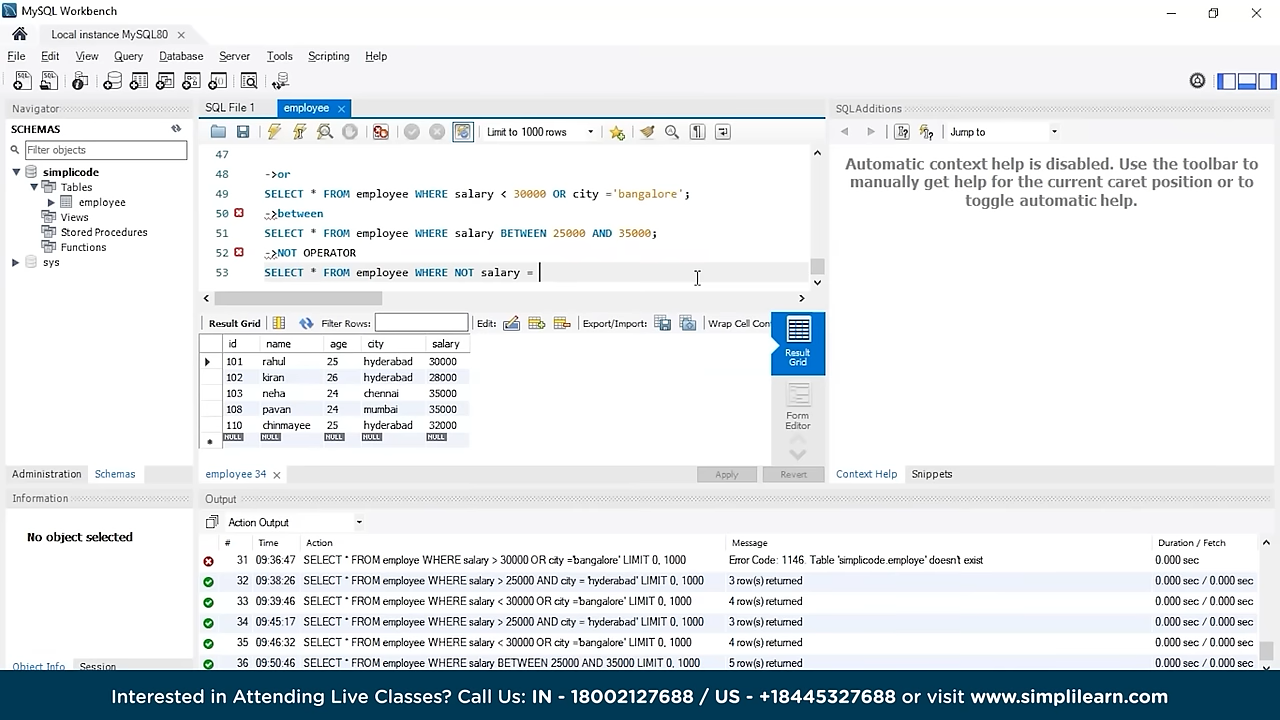 MySQL Workbench
Local instance MySQL80
File Edit View Query Database Server Tools Scripting Help
Navigator
SCHEMAS
Filter objects
simplicode
Tables
employee
Views
Stored Procedures
Functions
sys
Administration Schemas
Information
No object selected
Object Info Session
SQL File 1 employee
Limit to 1000 rows
47
48 ->or
49 SELECT * FROM employee WHERE salary < 30000 OR city ='bangalore';
50 ->between
51 SELECT * FROM employee WHERE salary BETWEEN 25000 AND 35000;
52 ->NOT OPERATOR
53 SELECT * FROM employee WHERE NOT salary =
Result Grid Filter Rows: Edit: Export/Import: Wrap Cell Con
id name age city salary
101 rahul 25 hyderabad 30000
102 kiran 26 hyderabad 28000
103 neha 24 chennai 35000
108 pavan 24 mumbai 35000
110 chinmayee 25 hyderabad 32000
NULL NULL NULL NULL NULL
Result Grid
Form Editor
employee 34 Apply Revert
SQLAdditions
Jump to
Automatic context help is disabled. Use the toolbar to
manually get help for the current caret position or to
toggle automatic help.
Context Help Snippets
Output
Action Output
# Time Action Message Duration / Fetch
31 09:36:47 SELECT * FROM employe WHERE salary > 30000 OR city ='bangalore' LIMIT 0, 1000 Error Code: 1146. Table 'simplicode.employe' doesn't exist 0.000 sec
32 09:38:26 SELECT * FROM employee WHERE salary > 25000 AND city = 'hyderabad' LIMIT 0, 1000 3 row(s) returned 0.000 sec / 0.000 sec
33 09:39:46 SELECT * FROM employee WHERE salary < 30000 OR city ='bangalore' LIMIT 0, 1000 4 row(s) returned 0.000 sec / 0.000 sec
34 09:45:17 SELECT * FROM employee WHERE salary > 25000 AND city = 'hyderabad' LIMIT 0, 1000 3 row(s) returned 0.000 sec / 0.000 sec
35 09:46:32 SELECT * FROM employee WHERE salary < 30000 OR city ='bangalore' LIMIT 0, 1000 4 row(s) returned 0.000 sec / 0.000 sec
36 09:50:46 SELECT * FROM employee WHERE salary BETWEEN 25000 AND 35000 LIMIT 0, 1000 5 row(s) returned 0.000 sec / 0.000 sec
Interested in Attending Live Classes? Call Us: IN - 18002127688 / US - +18445327688 or visit www.simplilearn.com